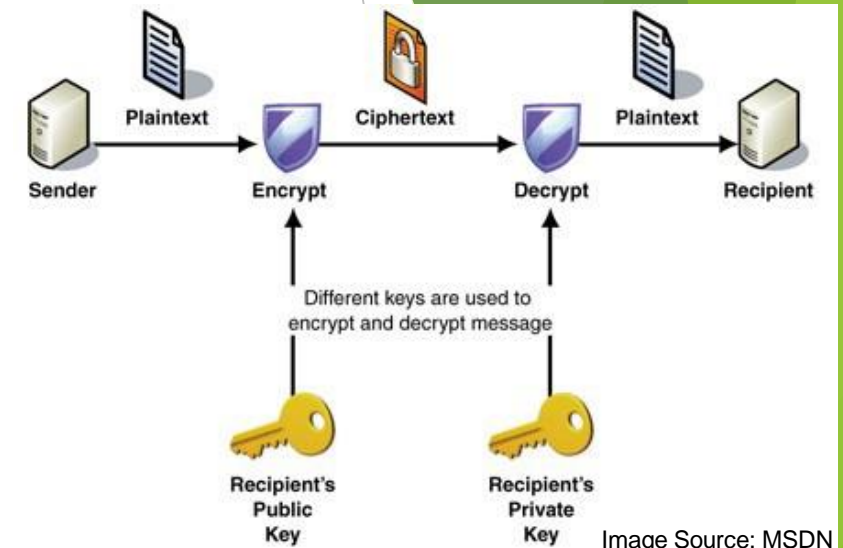 Plaintext
Ciphertext
Plaintext
Sender
Encrypt
Decrypt
Recipient
Different keys are used to
encrypt and decrypt message
Recipient's
Public
Key
Recipient's
Private
Key
Image Source: MSDN